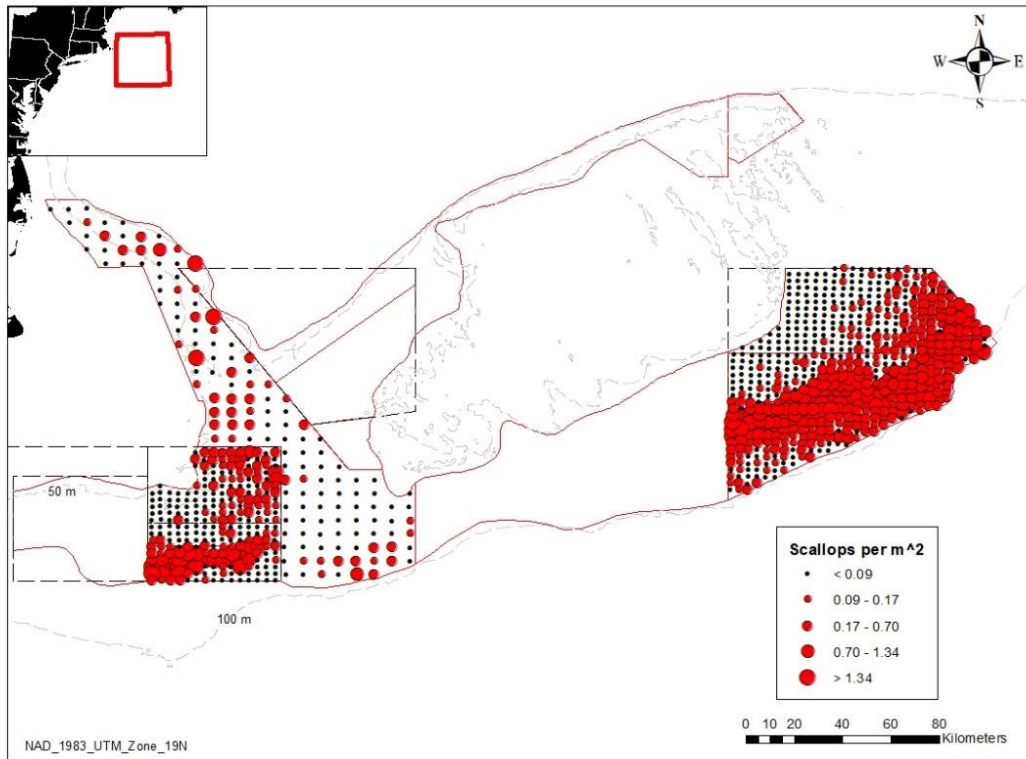 N
W E
S
50 m
100 m
Scallops per m^2
< 0.09
0.09 - 0.17
0.17 - 0.70
0.70 - 1.34
> 1.34
0 10 20 40 60 80
Kilometers
NAD_1983_UTM_Zone_19N